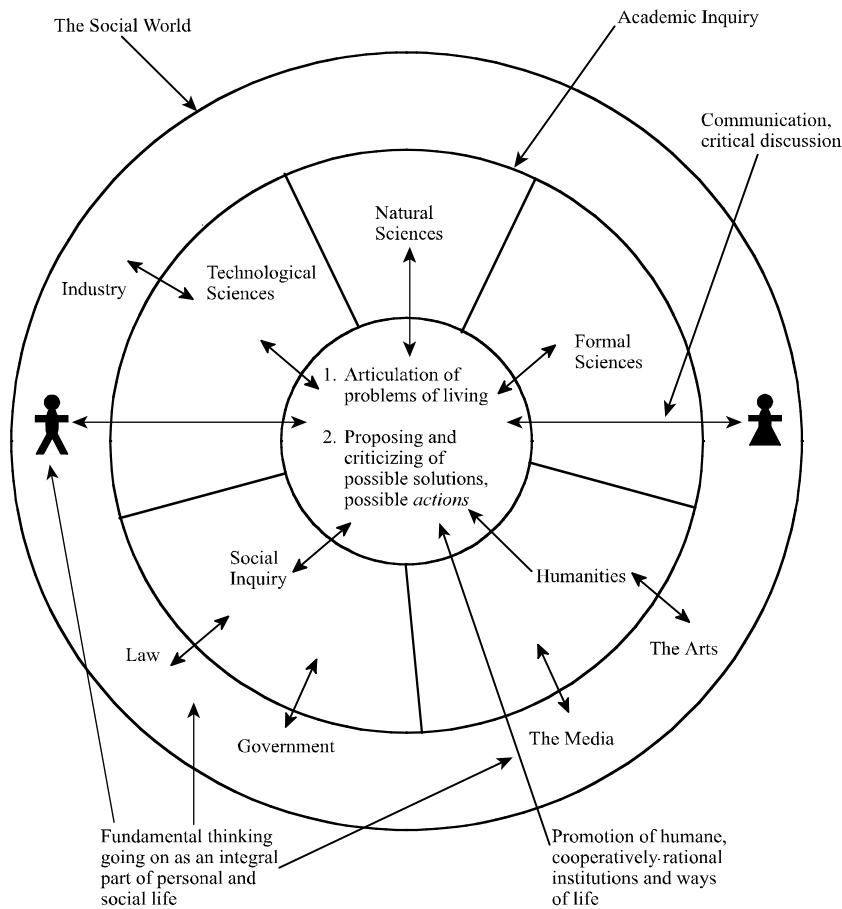 The Social World
Academic Inquiry
Communication,
critical discussion
Natural
Sciences
Technological
Sciences
Industry
Formal
Sciences
1. Articulation of
problems of living
2. Proposing and
criticizing of
possible solutions,
possible actions
Social
Inquiry
Humanities
Law
The Arts
Government
The Media
Fundamental thinking
going on as an integral
part of personal and
social life
Promotion of humane,
cooperatively-rational
institutions and ways
of life